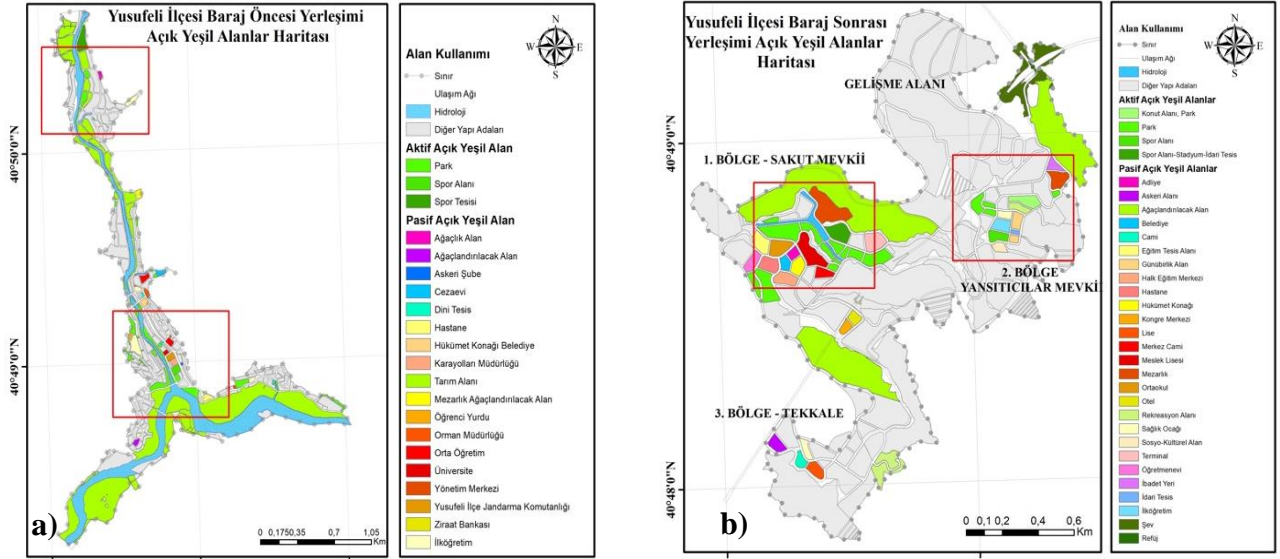 Yusufeli İlçesi Baraj Öncesi Yerleşimi
Açık Yeşil Alanlar Haritası
N
W
E
S
40°50'0"N
40°49'0"N
a)
0 0,1750,35 0,7 1,05
Km
Alan Kullanımı
Sınır
Ulaşım Ağı
Hidroloji
Diğer Yapı Adaları
Aktif Açık Yeşil Alan
Park
Spor Alanı
Spor Tesisi
Pasif Açık Yeşil Alan
Ağaçlık Alan
Ağaçlandırılacak Alan
Askeri Şube
Cezaevi
Dini Tesis
Hastane
Hükümet Konağı Belediye
Karayolları Müdürlüğü
Tarım Alanı
Mezarlık Ağaçlandırılacak Alan
Öğrenci Yurdu
Orman Müdürlüğü
Orta Öğretim
Üniversite
Yönetim Merkezi
Yusufeli İlçe Jandarma Komutanlığı
Ziraat Bankası
İlköğretim
Yusufeli İlçesi Baraj Sonrası
Yerleşimi Açık Yeşil Alanlar
Haritası
N
W
E
S
GELİŞME ALANI
40°49'0"N
1. BÖLGE - SAKUT MEVKİİ
2. BÖLGE
YANSITICILAR MEVKİİ
3. BÖLGE - TEKKALE
40°48'0"N
b)
0 0,1 0,2 0,4 0,6
Km
Alan Kullanımı
Sınır
Ulaşım Ağı
Hidroloji
Diğer Yapı Adaları
Aktif Açık Yeşil Alanlar
Konut Alanı, Park
Park
Spor Alanı
Spor Alanı-Stadyum-İdari Tesis
Pasif Açık Yeşil Alanlar
Adliye
Askeri Alanı
Ağaçlandırılacak Alan
Belediye
Cami
Eğitim Tesis Alanı
Günübirlik Alan
Halk Eğitim Merkezi
Hastane
Hükümet Konağı
Kongre Merkezi
Lise
Merkez Cami
Meslek Lisesi
Mezarlık
Ortaokul
Otel
Rekreasyon Alanı
Sağlık Ocağı
Sosyo-Kültürel Alan
Terminal
Öğretmenevi
İbadet Yeri
İdari Tesis
İlköğretim
Şev
Refüj